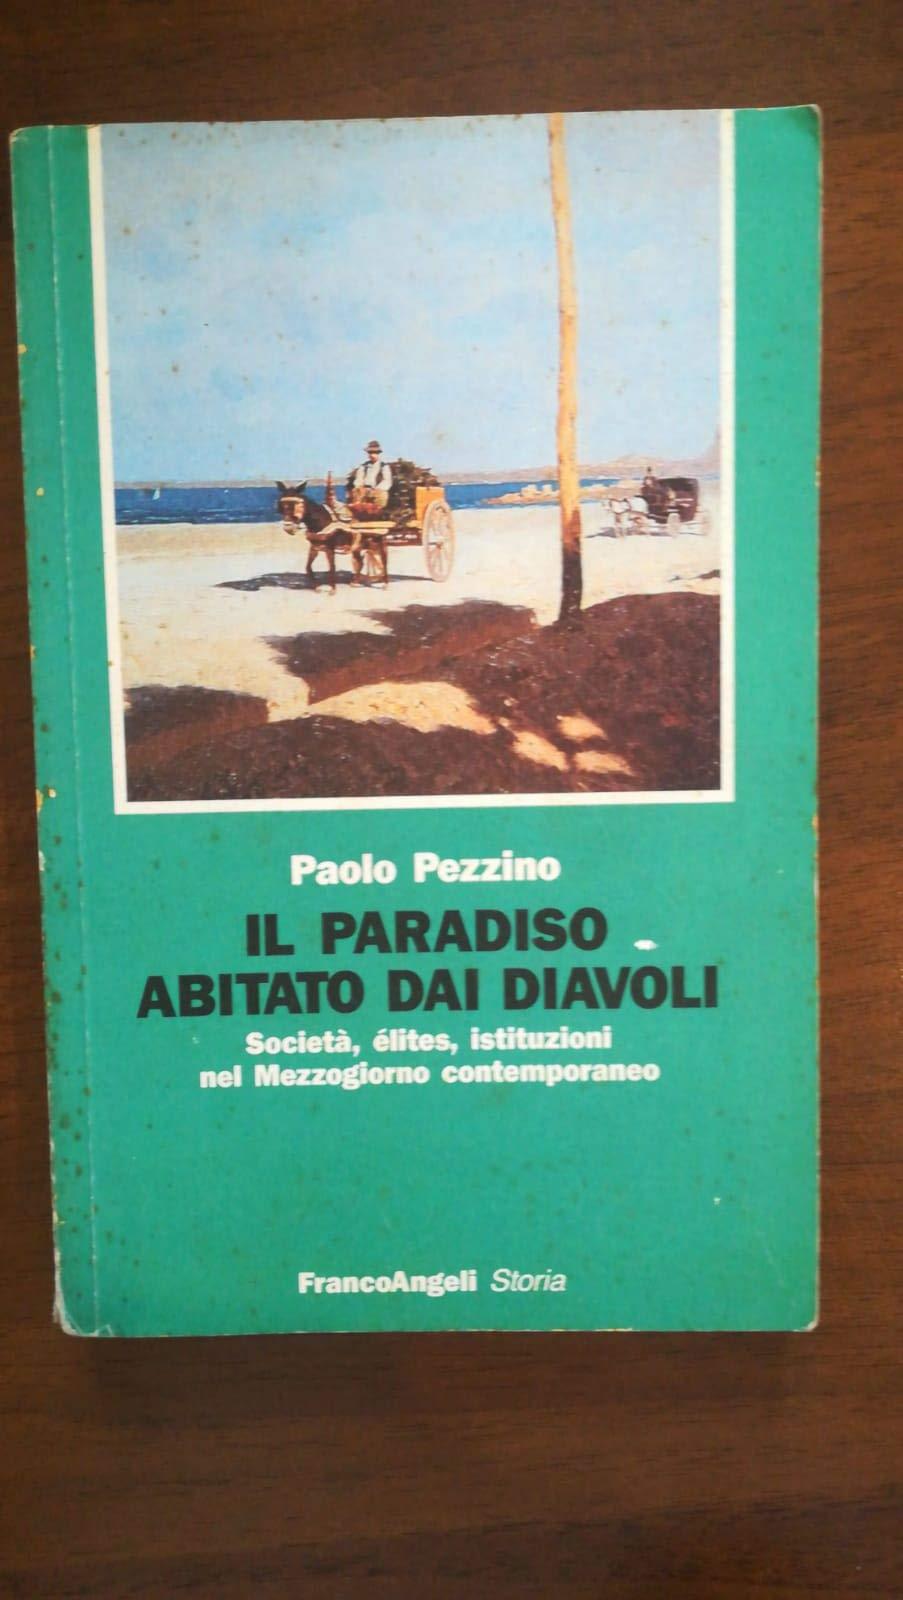 Paolo Pezzino
IL PARADISO
ABITATO DAI DIAVOLI
Società, élites, istituzioni
nel Mezzogiorno contemporaneo
FrancoAngeli Storia